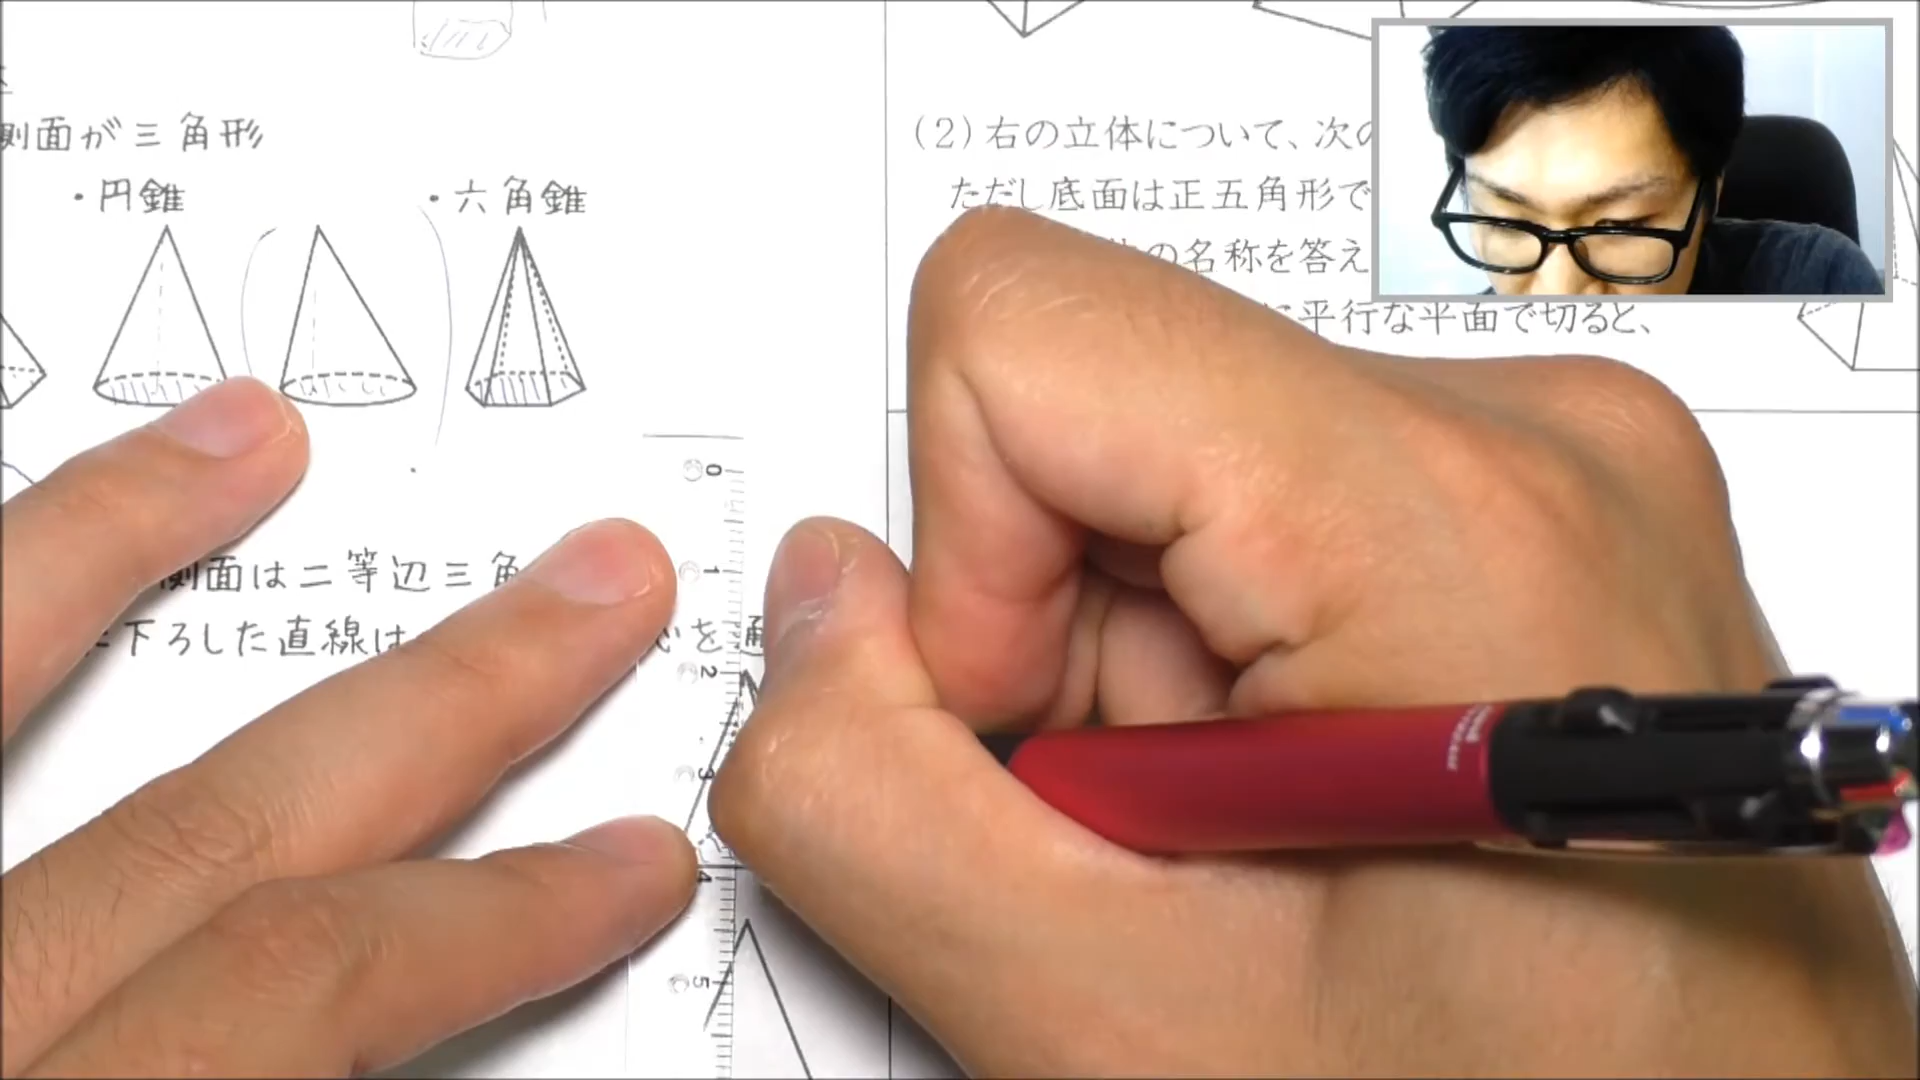 側面が三角形
・円錐
・六角錐
側面は二等辺三角
下ろした直線は
心を通
0
1
2
3
4
5
(2) 右の立体について、次の
ただし底面は正五角形で
の名称を答え
に平行な平面で切ると、